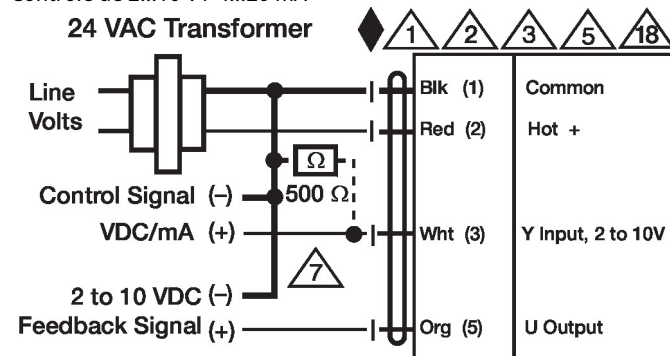 24 VAC Transformer
1 2 3 5 18
Line
Volts
Blk (1) Common
Red (2) Hot +
Ω
500 Ω
Control Signal (–)
VDC/mA (+)
Wht (3) Y Input, 2 to 10V
7
2 to 10 VDC (–)
Feedback Signal (+)
Org (5) U Output